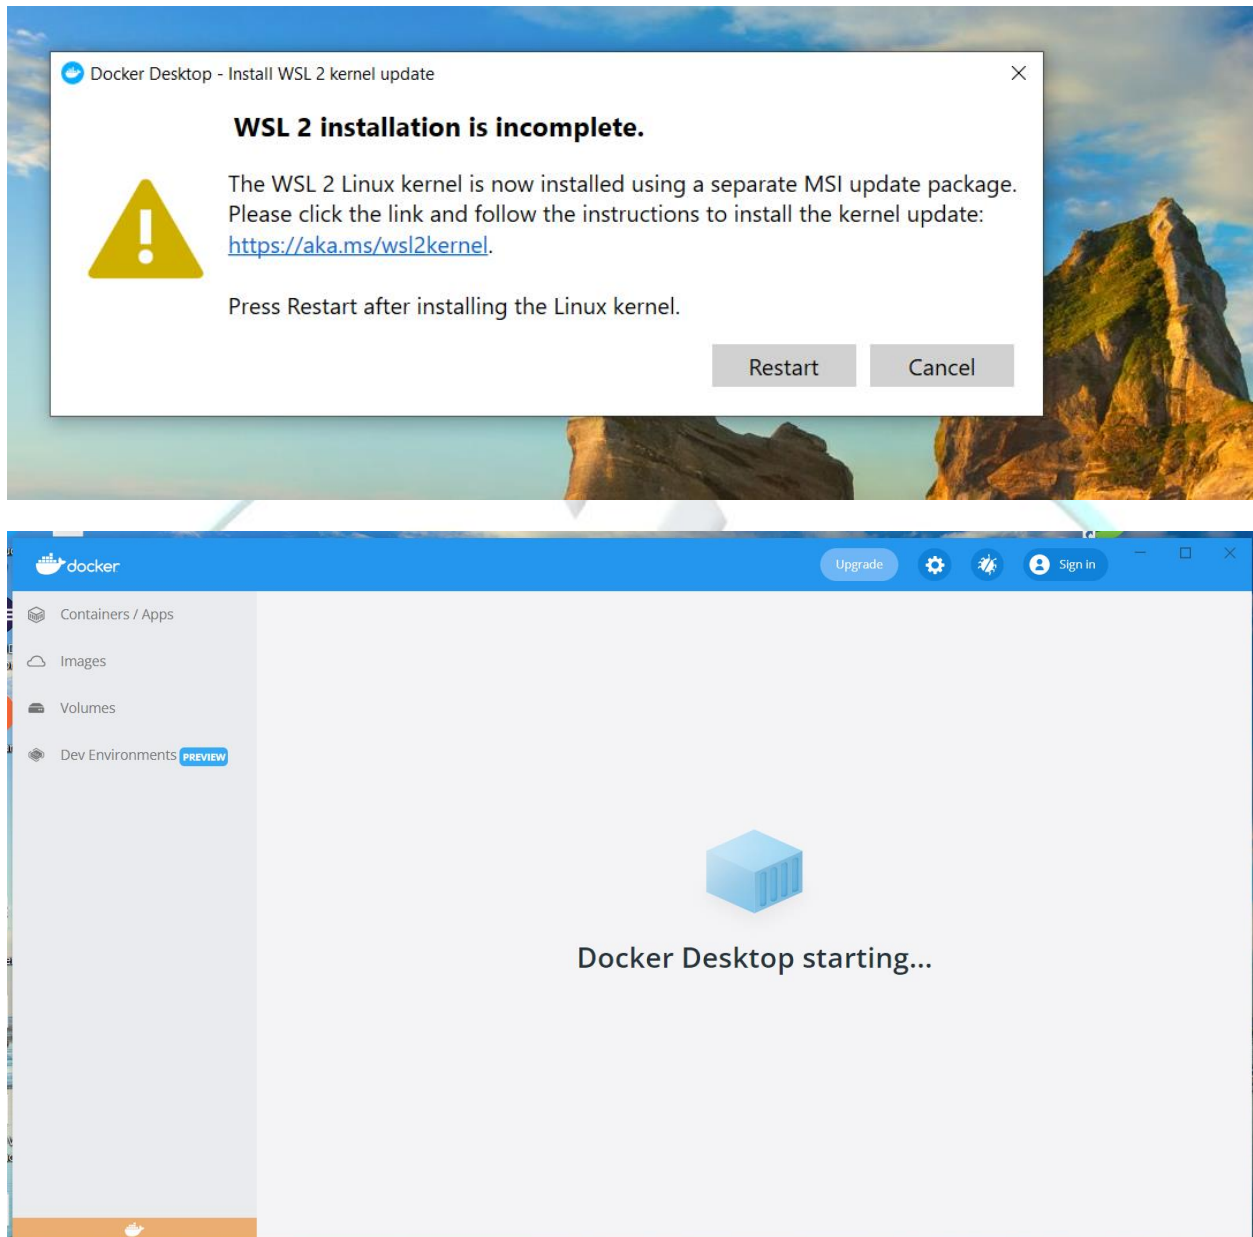 Docker Desktop - Install WSL 2 kernel update
WSL 2 installation is incomplete.
The WSL 2 Linux kernel is now installed using a separate MSI update package.
Please click the link and follow the instructions to install the kernel update:
https://aka.ms/wsl2kernel.
Press Restart after installing the Linux kernel.
Restart Cancel
docker
Upgrade Sign in
Containers / Apps
Images
Volumes
Dev Environments PREVIEW
Docker Desktop starting...